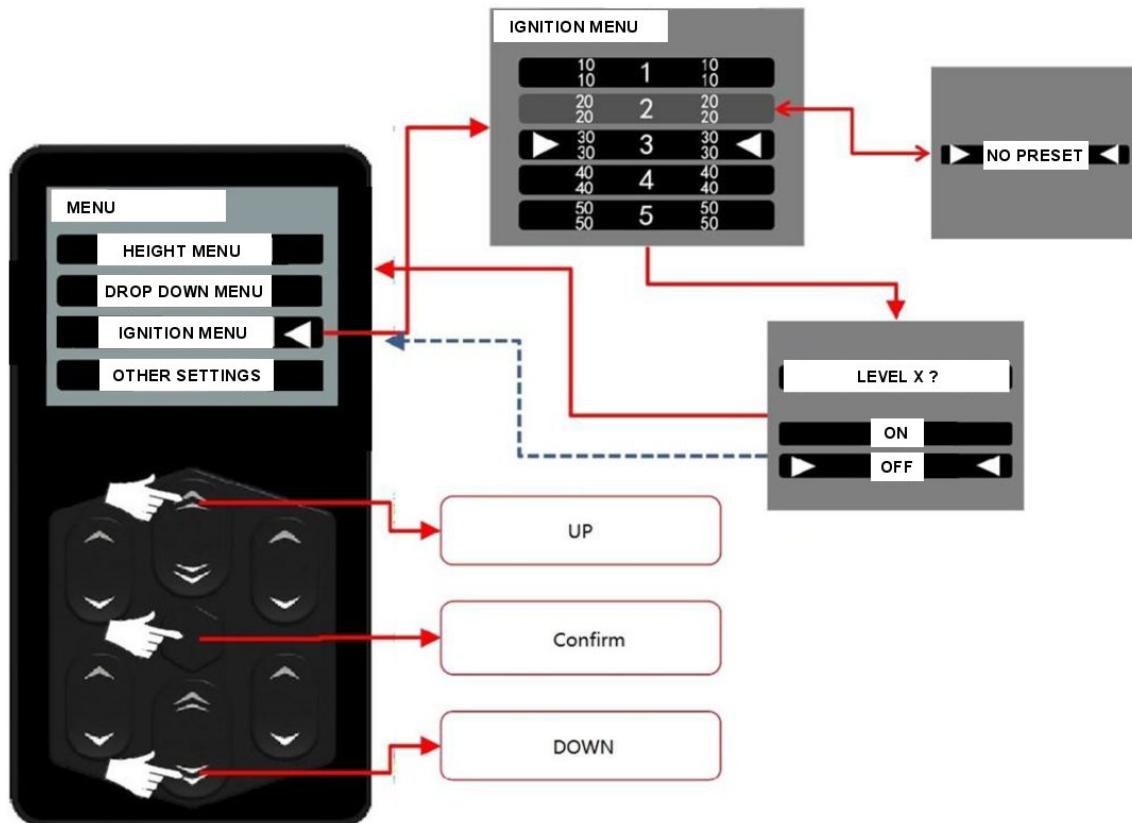 IGNITION MENU
10 1 10
10 10
20 2 20
20 20
30 3 30
30 30
40 4 40
40 40
50 5 50
50 50
NO PRESET
MENU
HEIGHT MENU
DROP DOWN MENU
IGNITION MENU
OTHER SETTINGS
LEVEL X ?
ON
OFF
UP
Confirm
DOWN